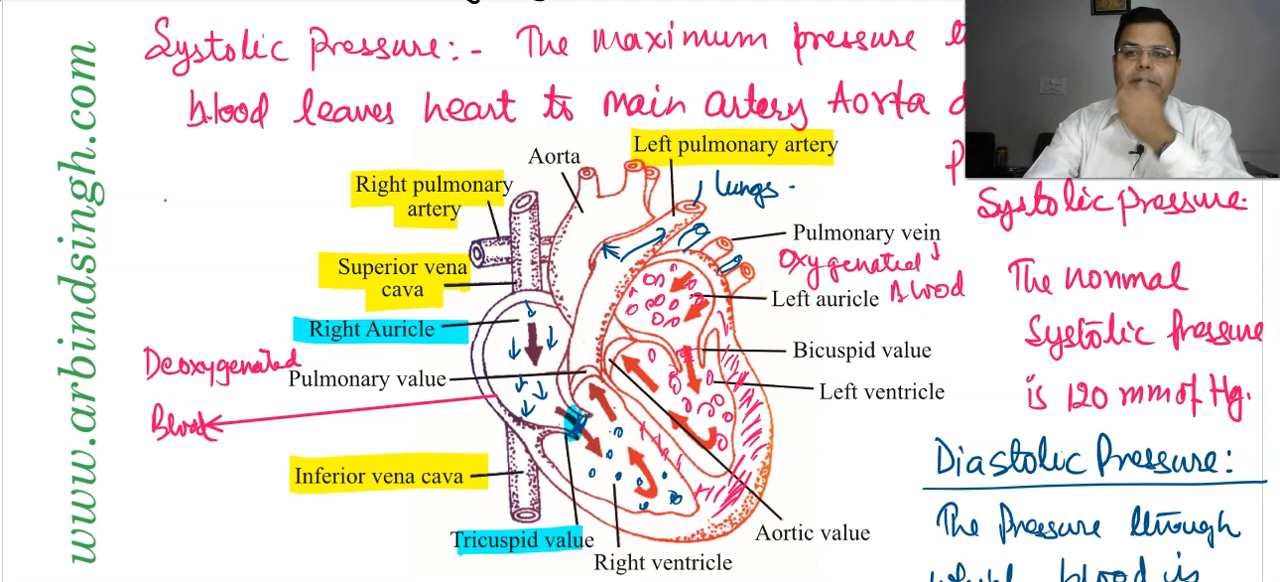 www.arbindsingh.com
Systolic Pressure:- The maximum pressure
blood leaves heart to main artery Aorta
Systolic pressure.
The normal
Systolic Pressure
is 120 mm of Hg.
Diastolic Pressure:
The Pressure through
blood is
Aorta
Left pulmonary artery
Lungs.
Right pulmonary
artery
Superior vena
cava
Right Auricle
Deoxygenated
Blood
Pulmonary value
Inferior vena cava
Tricuspid value
Right ventricle
Pulmonary vein
Oxygenated
Blood
Left auricle
Bicuspid value
Left ventricle
Aortic value